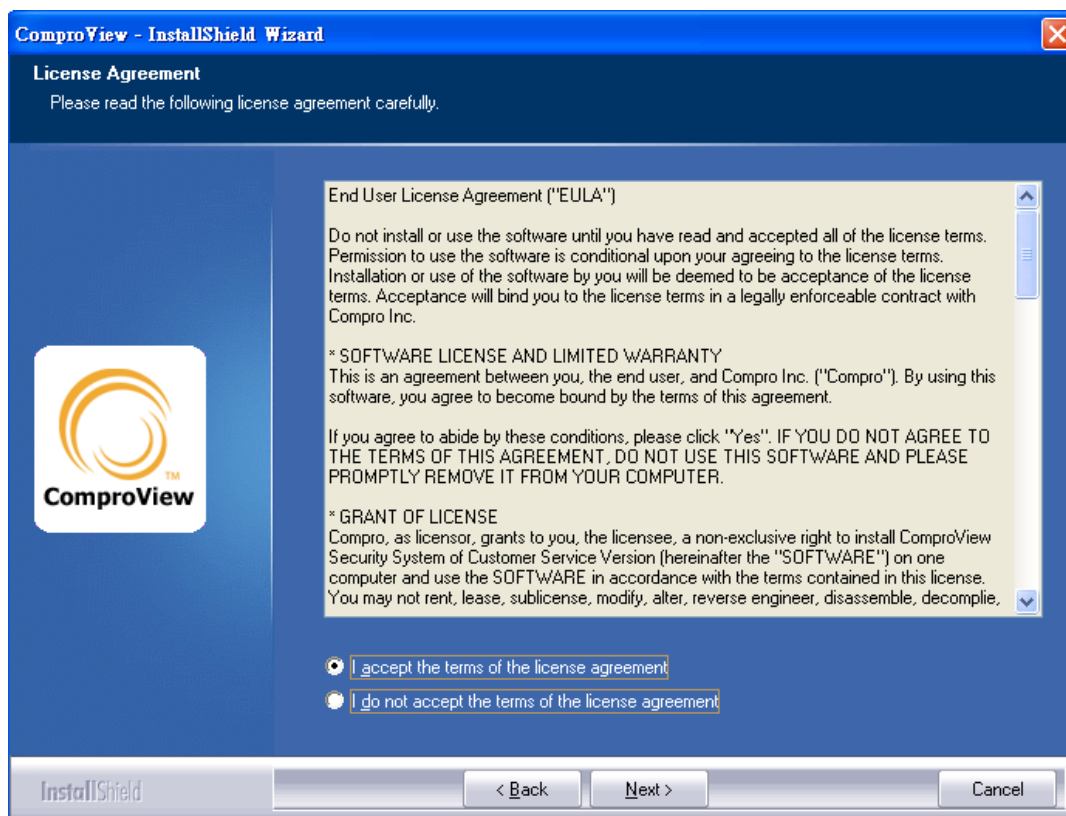 ComproView - InstallShield Wizard
License Agreement
Please read the following license agreement carefully.
End User License Agreement ("EULA")
Do not install or use the software until you have read and accepted all of the license terms.
Permission to use the software is conditional upon your agreeing to the license terms.
Installation or use of the software by you will be deemed to be acceptance of the license
terms. Acceptance will bind you to the license terms in a legally enforceable contract with
Compro Inc.
* SOFTWARE LICENSE AND LIMITED WARRANTY
This is an agreement between you, the end user, and Compro Inc. ("Compro"). By using this
software, you agree to become bound by the terms of this agreement.
If you agree to abide by these conditions, please click "Yes". IF YOU DO NOT AGREE TO
THE TERMS OF THIS AGREEMENT, DO NOT USE THIS SOFTWARE AND PLEASE
PROMPTLY REMOVE IT FROM YOUR COMPUTER.
* GRANT OF LICENSE
Compro, as licensor, grants to you, the licensee, a non-exclusive right to install ComproView
Security System of Customer Service Version (hereinafter the "SOFTWARE") on one
computer and use the SOFTWARE in accordance with the terms contained in this license.
You may not rent, lease, sublicense, modify, alter, reverse engineer, disassemble, decomplie,
TM
ComproView
I accept the terms of the license agreement
I do not accept the terms of the license agreement
InstallShield
< Back
Next >
Cancel